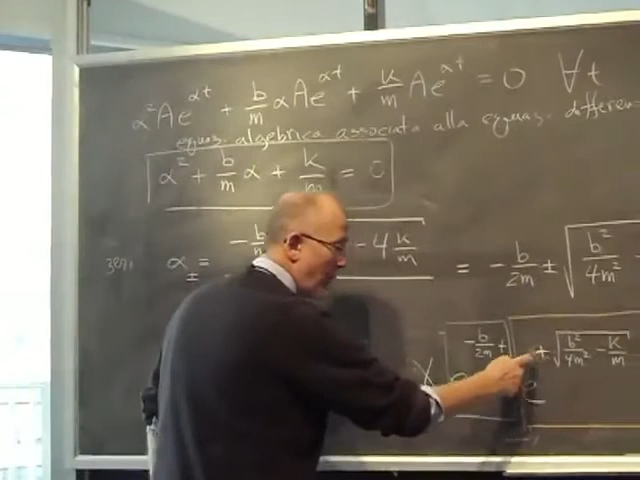 α²Ae^αt + b/m αAe^αt + k/m Ae^αt = 0 ∀t
equaz. algebrica associata alla equaz.
α² + b/m α + k/m = 0
zeri α± = -b/ - 4 k/m = - b/2m ± √ b²/4m² -
- b/2m t ± √ b²/4m² - k/m
X e e